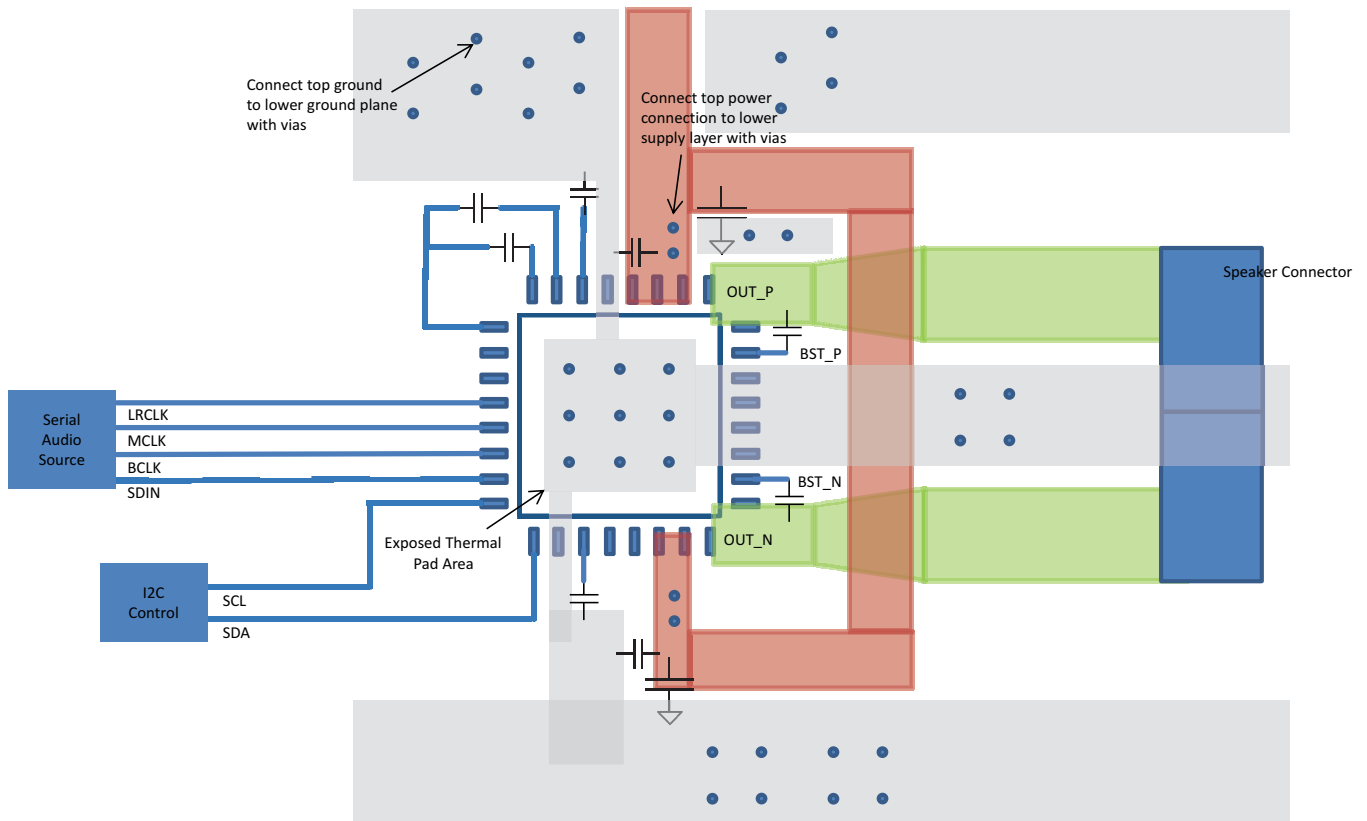 Connect top ground
to lower ground plane
with vias
Connect top power
connection to lower
supply layer with vias
Speaker Connector
OUT_P
BST_P
Serial
Audio
Source
LRCLK
MCLK
BCLK
SDIN
BST_N
OUT_N
Exposed Thermal
Pad Area
I2C
Control
SCL
SDA